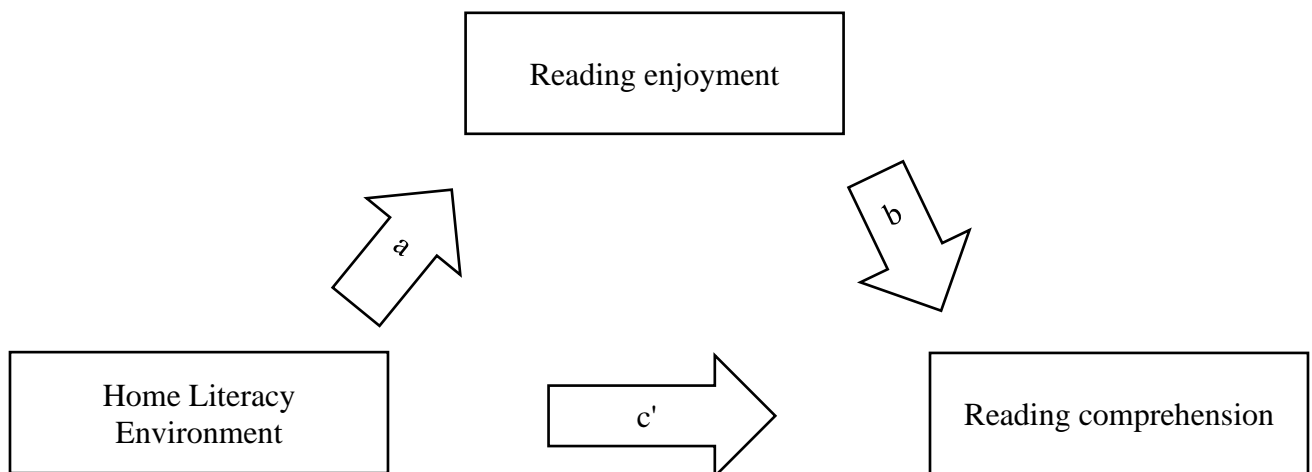 Reading enjoyment
a
b
Home Literacy
Environment
c'
Reading comprehension